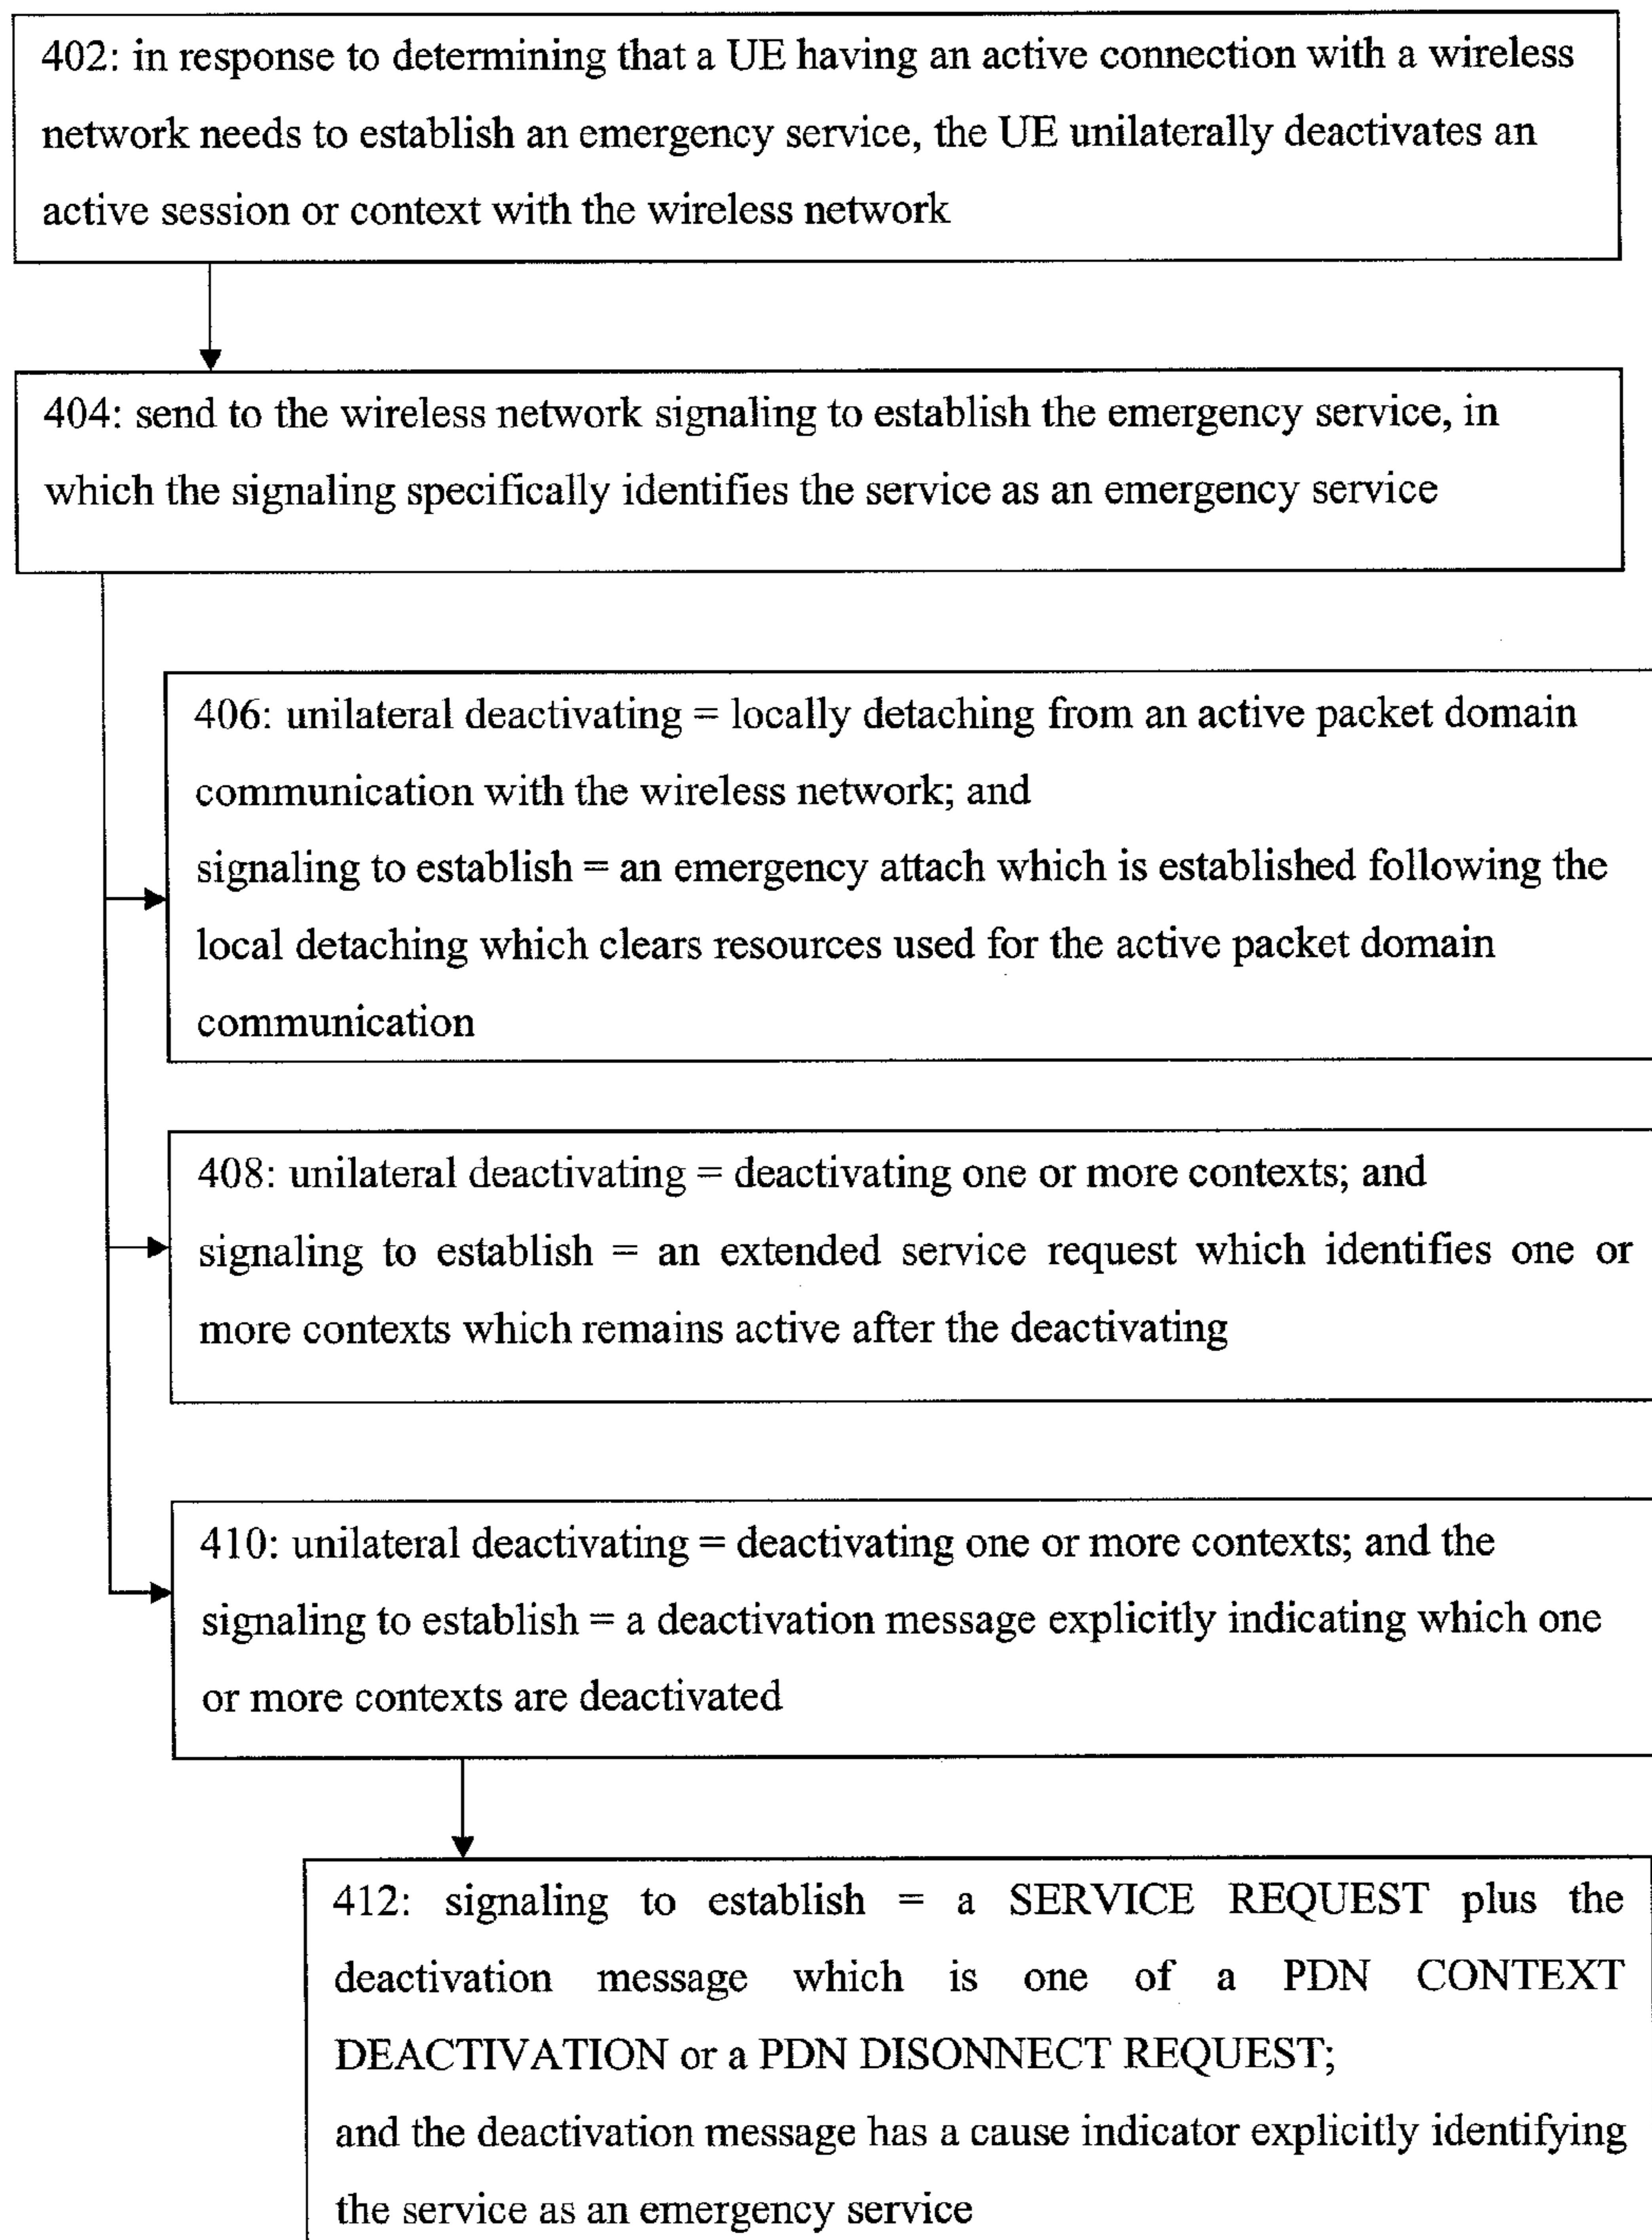 402: in response to determining that a UE having an active connection with a wireless
network needs to establish an emergency service, the UE unilaterally deactivates an
active session or context with the wireless network
404: send to the wireless network signaling to establish the emergency service, in
which the signaling specifically identifies the service as an emergency service
406: unilateral deactivating = locally detaching from an active packet domain
communication with the wireless network; and
signaling to establish = an emergency attach which is established following the
local detaching which clears resources used for the active packet domain
communication
408: unilateral deactivating = deactivating one or more contexts; and
signaling to establish = an extended service request which identifies one or
more contexts which remains active after the deactivating
410: unilateral deactivating = deactivating one or more contexts; and the
signaling to establish = a deactivation message explicitly indicating which one
or more contexts are deactivated
412: signaling to establish = a SERVICE REQUEST plus the
deactivation message which is one of a PDN CONTEXT
DEACTIVATION or a PDN DISONNECT REQUEST;
and the deactivation message has a cause indicator explicitly identifying
the service as an emergency service